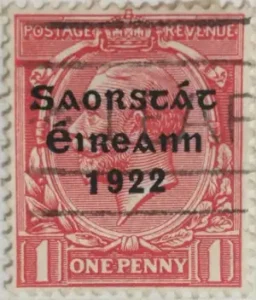 POSTAGE REVENUE
Saorstát
Éireann
1922
1 ONE PENNY 1